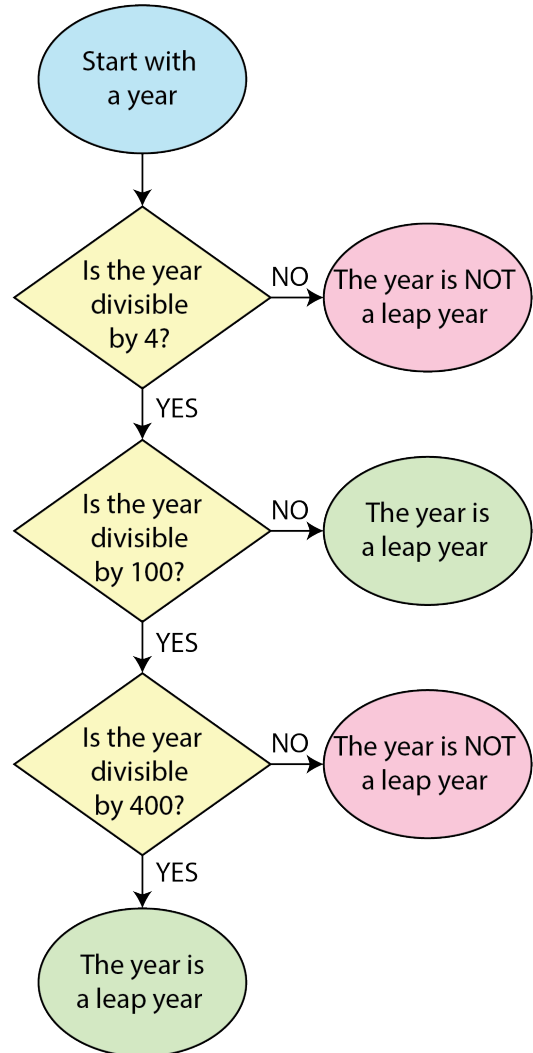 Start with
a year
Is the year
divisible
by 4?
NO
The year is NOT
a leap year
YES
Is the year
divisible
by 100?
NO
The year is
a leap year
YES
Is the year
divisible
by 400?
NO
The year is NOT
a leap year
YES
The year is
a leap year